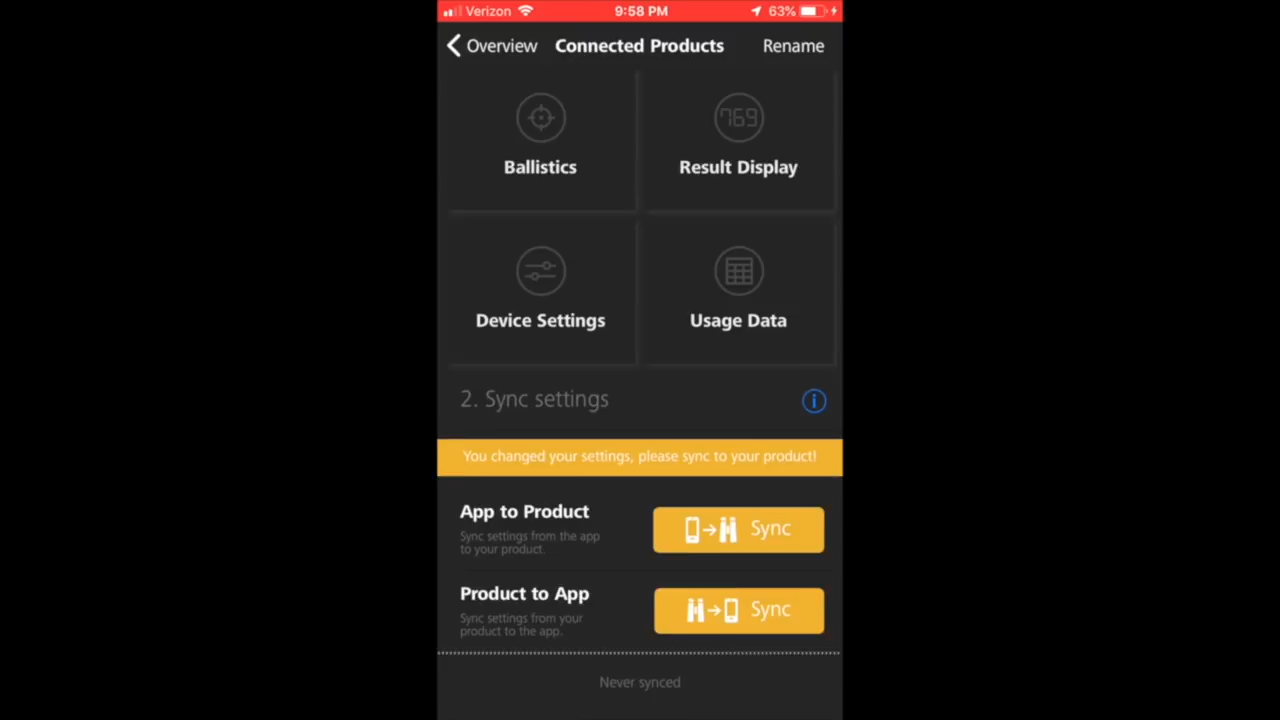 Verizon 9:58 PM 63%
Overview Connected Products Rename
769
Ballistics Result Display
Device Settings Usage Data
2. Sync settings i
You changed your settings, please sync to your product!
App to Product
Sync settings from the app
to your product.
Sync
Product to App
Sync settings from your
product to the app.
Sync
Never synced